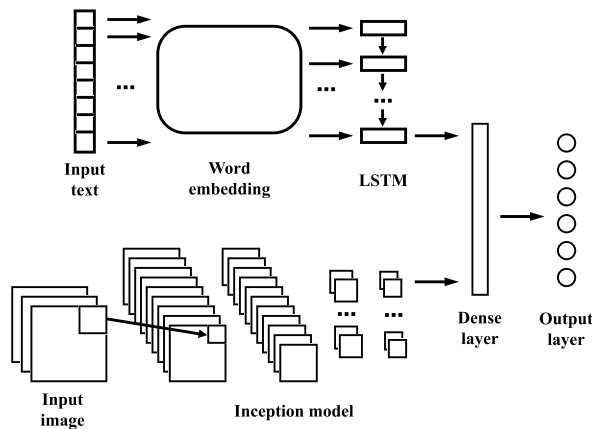 Input
text
Word
embedding
LSTM
Input
image
Inception model
Dense
layer
Output
layer